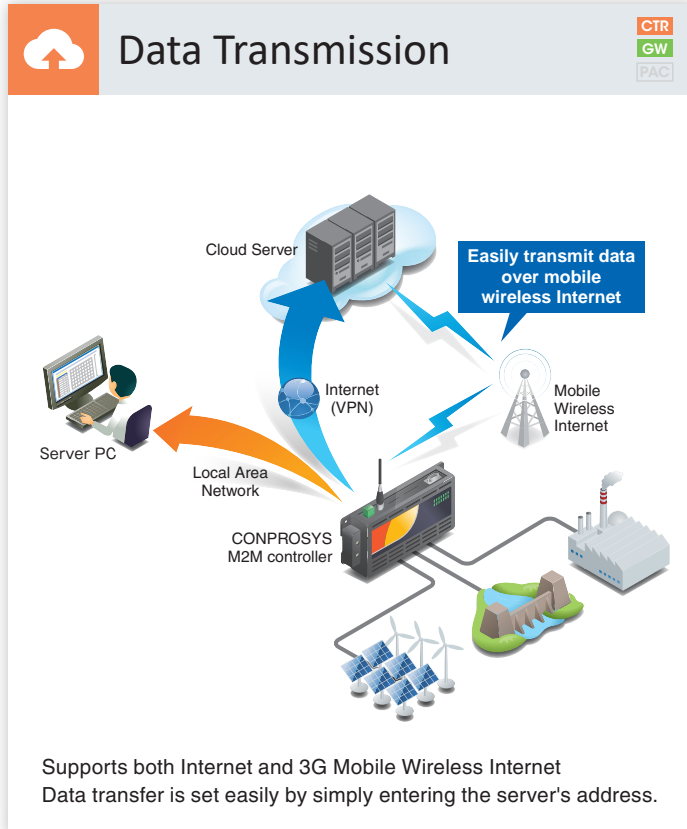 Data Transmission
CTR
GW
PAC
Cloud Server
Easily transmit data
over mobile
wireless Internet
Internet
(VPN)
Mobile
Wireless
Internet
Server PC
Local Area
Network
CONPROSYS
M2M controller
Supports both Internet and 3G Mobile Wireless Internet
Data transfer is set easily by simply entering the server's address.